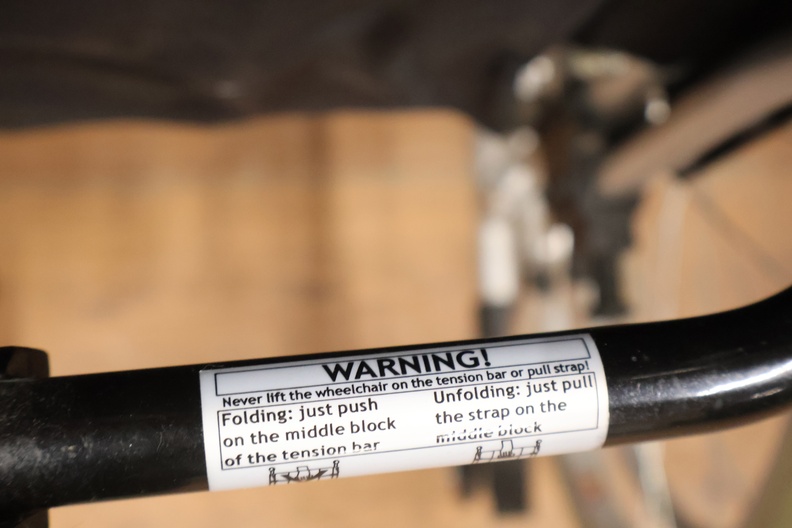 WARNING!
Never lift the wheelchair on the tension bar or pull strap!
Folding: just push
on the middle block
of the tension bar
Unfolding: just pull
the strap on the
middle block